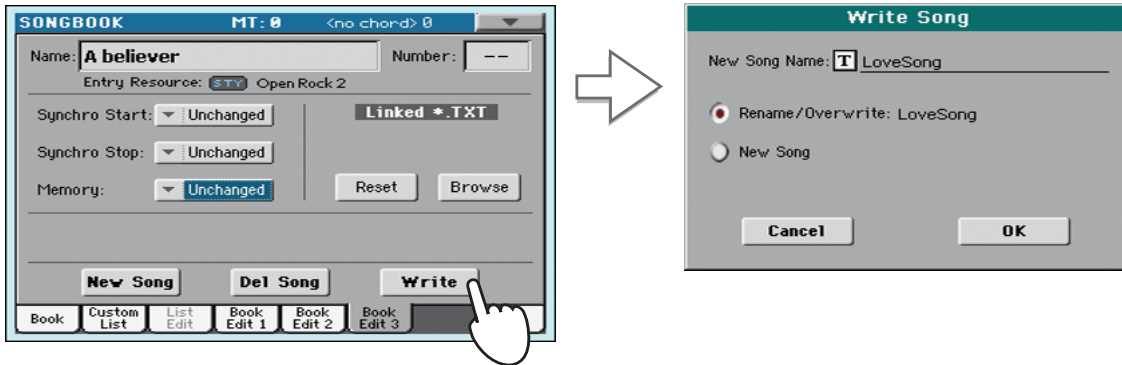 SONGBOOK MT: 0 <no chord> 0
Name: A believer Number: --
Entry Resource: STY Open Rock 2
Synchro Start: Unchanged Linked *.TXT
Synchro Stop: Unchanged
Memory: Unchanged Reset Browse
New Song Del Song Write
Book Custom List List Edit Book Edit 1 Book Edit 2 Book Edit 3
Write Song
New Song Name: T LoveSong
Rename/Overwrite: LoveSong
New Song
Cancel OK